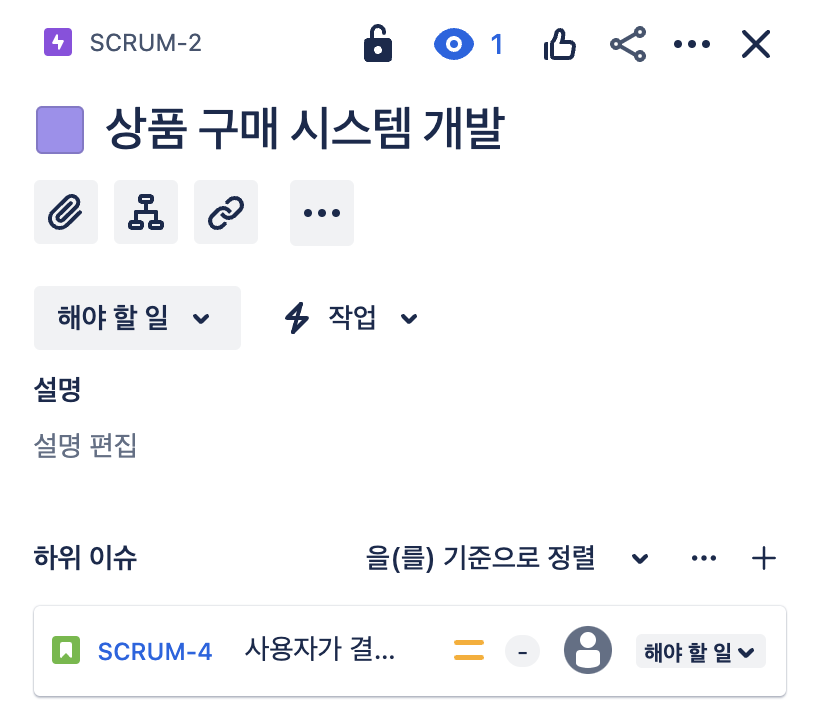 SCRUM-2 1
상품 구매 시스템 개발
해야 할 일 작업
설명
설명 편집
하위 이슈 을(를) 기준으로 정렬
SCRUM-4 사용자가 결... - 해야 할 일